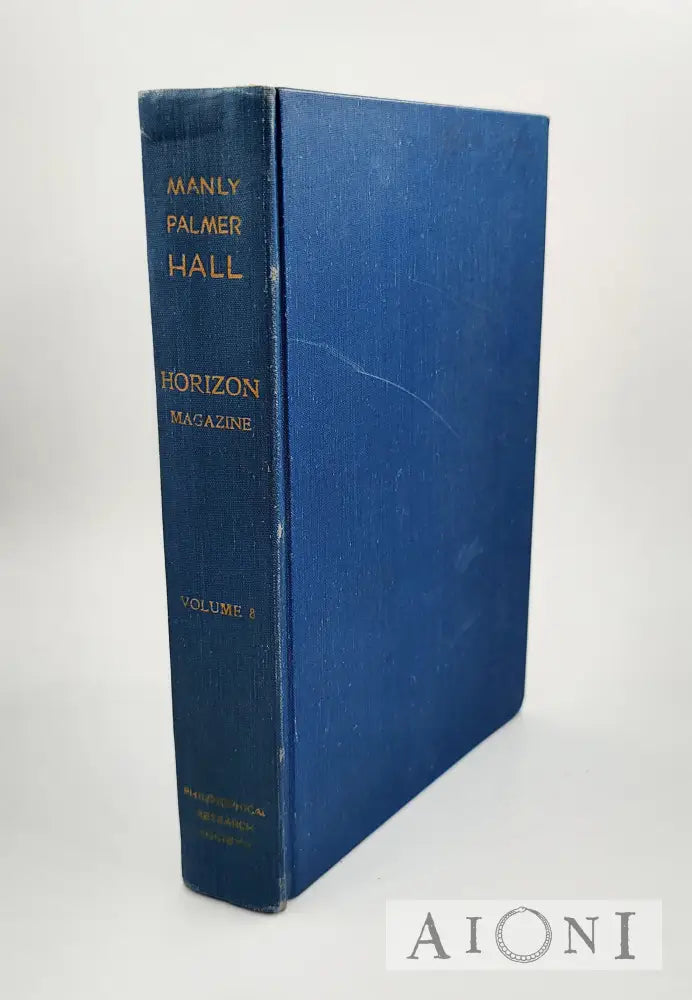 MANLY
PALMER
HALL
HORIZON
MAGAZINE
VOLUME 8
PHILOSOPHICAL
RESEARCH
SOCIETY
AIONI